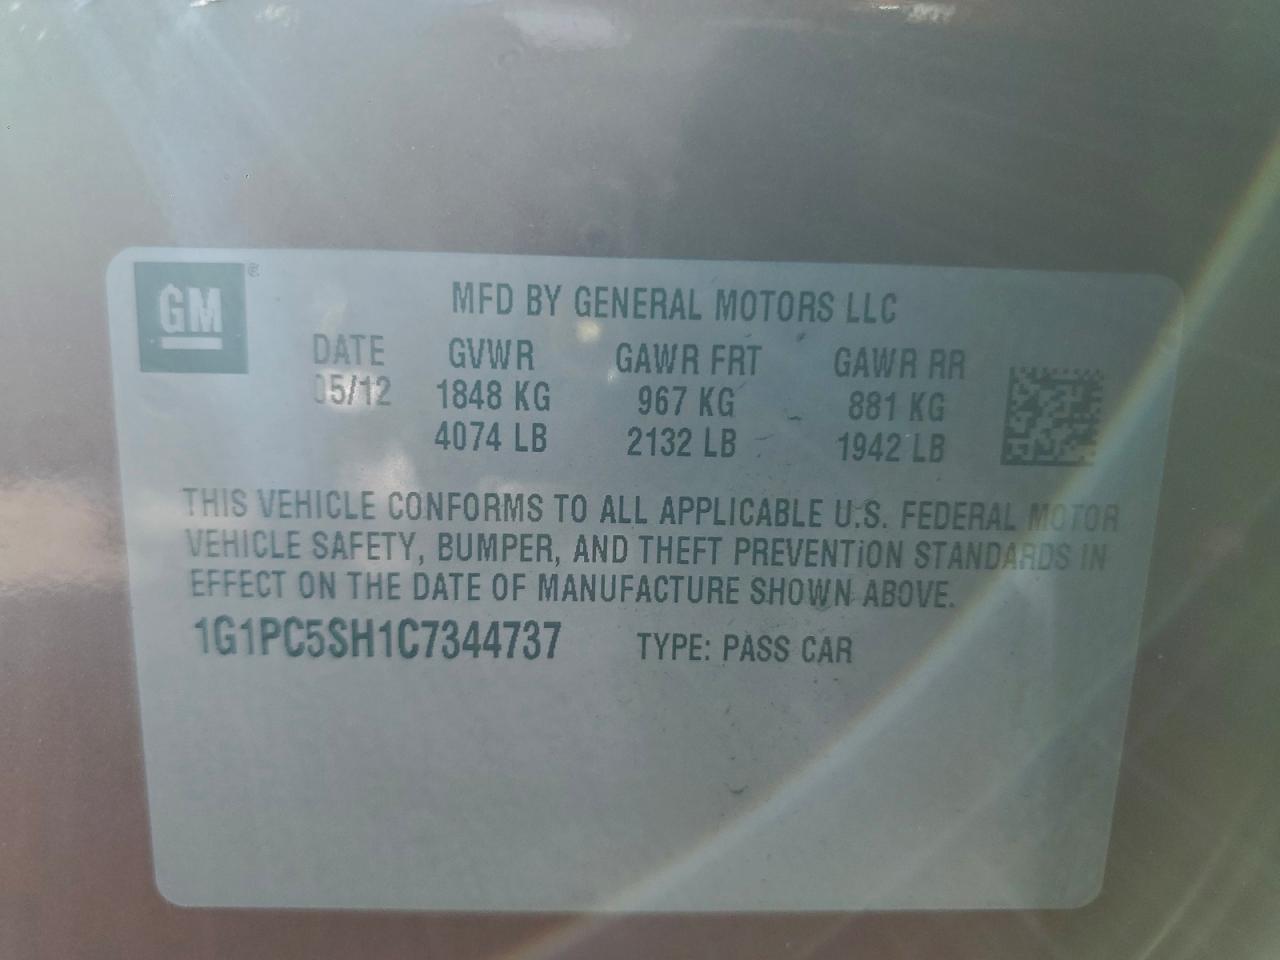 GM ®
MFD BY GENERAL MOTORS LLC
DATE GVWR GAWR FRT GAWR RR
05/12 1848 KG 967 KG 881 KG
4074 LB 2132 LB 1942 LB
THIS VEHICLE CONFORMS TO ALL APPLICABLE U.S. FEDERAL MOTOR
VEHICLE SAFETY, BUMPER, AND THEFT PREVENTiON STANDARDS IN
EFFECT ON THE DATE OF MANUFACTURE SHOWN ABOVE.
1G1PC5SH1C7344737 TYPE: PASS CAR